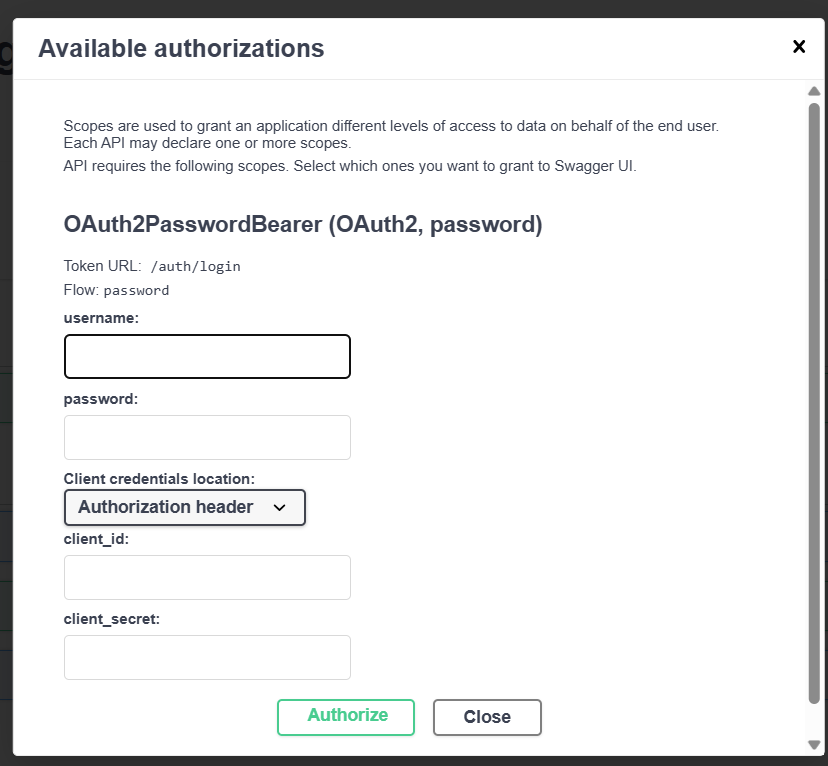 Available authorizations
Scopes are used to grant an application different levels of access to data on behalf of the end user.
Each API may declare one or more scopes.
API requires the following scopes. Select which ones you want to grant to Swagger UI.
OAuth2PasswordBearer (OAuth2, password)
Token URL: /auth/login
Flow: password
username:
password:
Client credentials location:
Authorization header
client_id:
client_secret:
Authorize Close